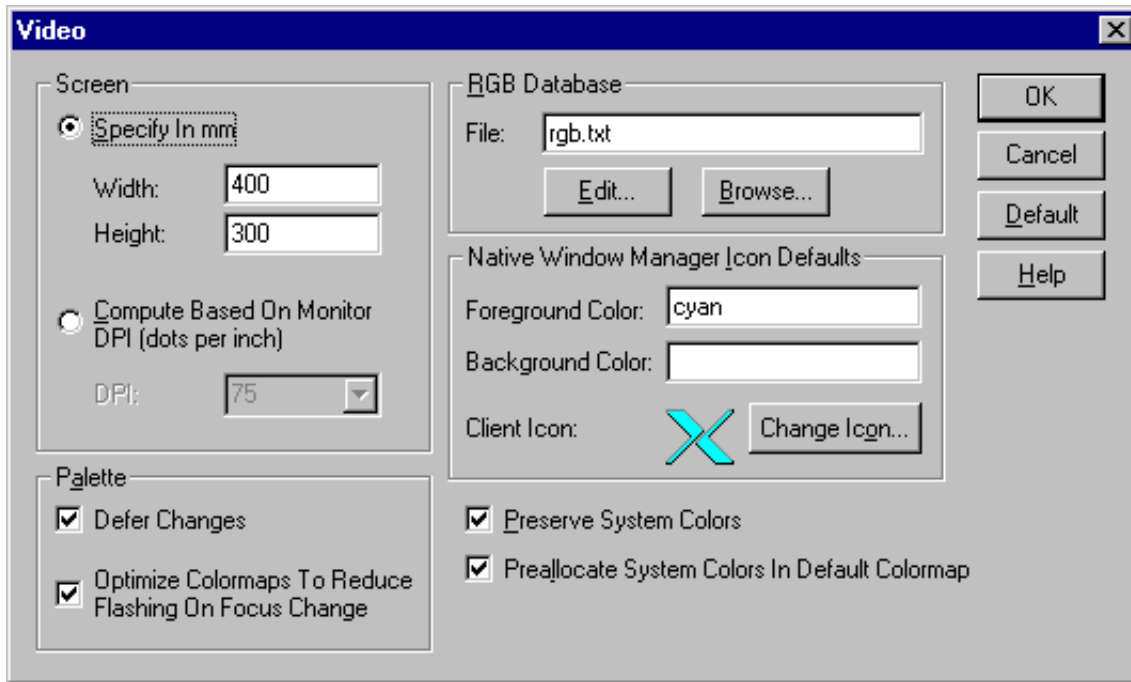 Video
Screen
Specify In mm
Width: 400
Height: 300
Compute Based On Monitor
DPI (dots per inch)
DPI: 75
Palette
Defer Changes
Optimize Colormaps To Reduce
Flashing On Focus Change
RGB Database
File: rgb.txt
Edit... Browse...
Native Window Manager Icon Defaults
Foreground Color: cyan
Background Color:
Client Icon: Change Icon...
Preserve System Colors
Preallocate System Colors In Default Colormap
OK
Cancel
Default
Help